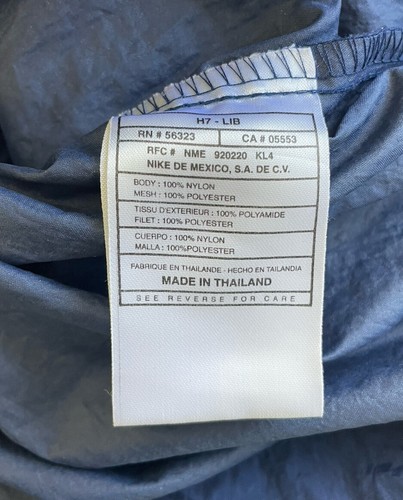 H7 - LIB
RN # 56323 CA # 05553
RFC # NME 920220 KL4
NIKE DE MEXICO, S.A. DE C.V.
BODY : 100% NYLON
MESH : 100% POLYESTER
TISSU D'EXTERIEUR : 100% POLYAMIDE
FILET : 100% POLYESTER
CUERPO : 100% NYLON
MALLA : 100%POLYESTER
FABRIQUE EN THAILANDE - HECHO EN TAILANDIA
MADE IN THAILAND
SEE REVERSE FOR CARE